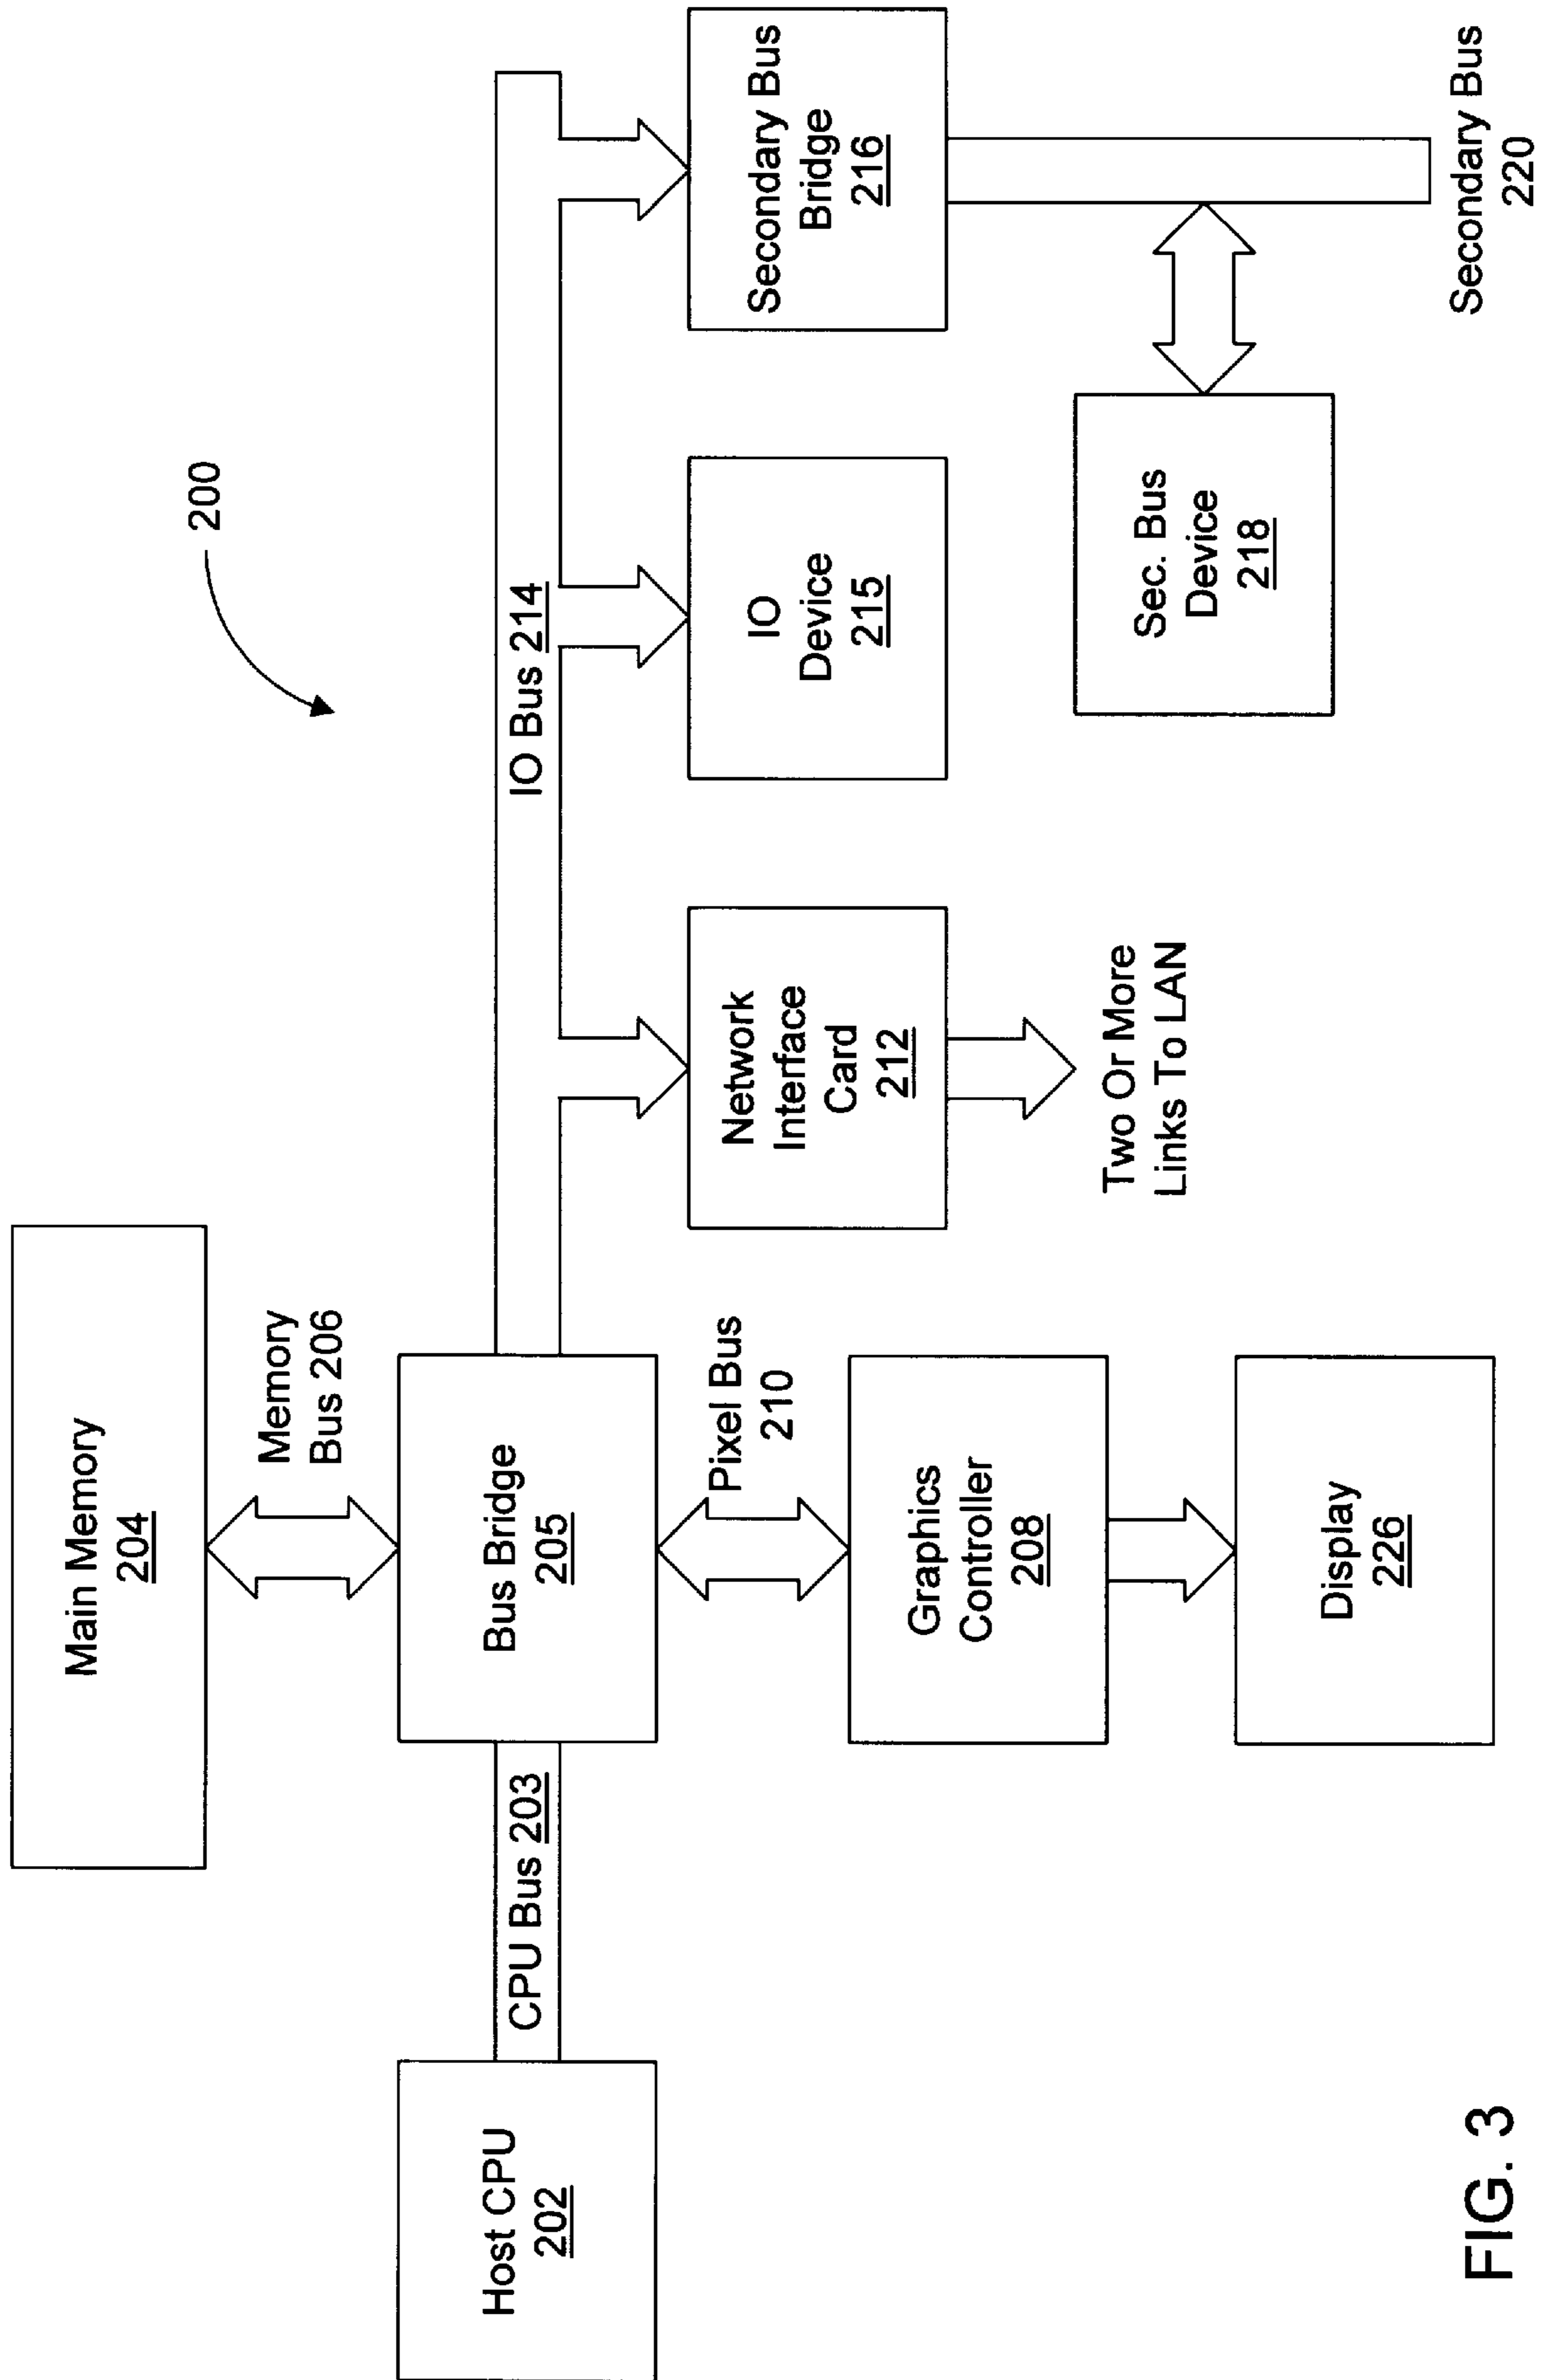 200
Main Memory
204
Memory
Bus 206
Host CPU
202
CPU Bus 203
Bus Bridge
205
IO Bus 214
Pixel Bus
210
Graphics
Controller
208
Network
Interface
Card
212
IO
Device
215
Secondary Bus
Bridge
216
Two Or More
Links To LAN
Sec. Bus
Device
218
Display
226
Secondary Bus
220
FIG. 3